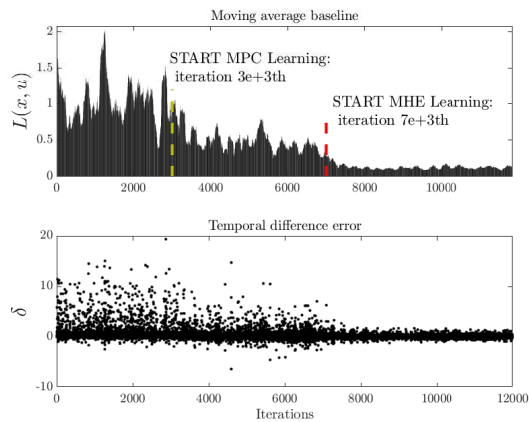 Moving average baseline
2
1.5
1
0.5
0
L(x, u)
START MPC Learning:
iteration 3e+3th
START MHE Learning:
iteration 7e+3th
0 2000 4000 6000 8000 10000
Temporal difference error
20
10
0
-10
δ
0 2000 4000 6000 8000 10000 12000
Iterations